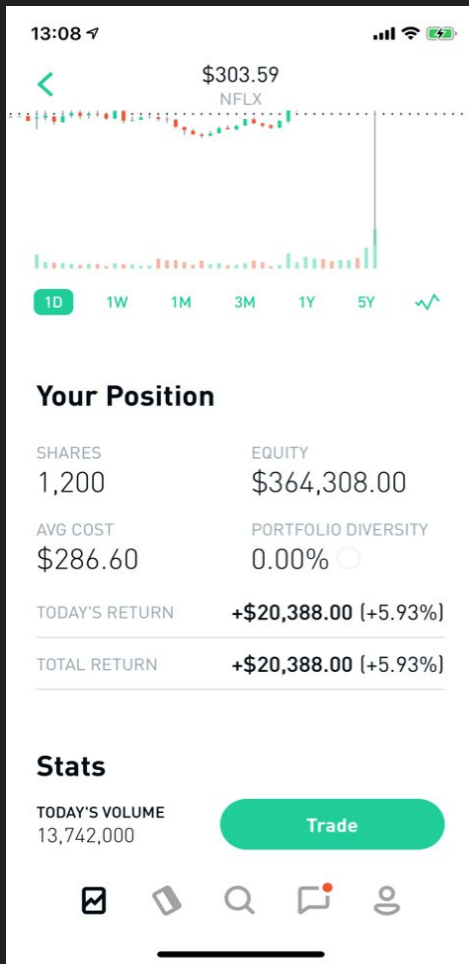 13:08
$303.59
NFLX
1D 1W 1M 3M 1Y 5Y
Your Position
SHARES EQUITY
1,200 $364,308.00
AVG COST PORTFOLIO DIVERSITY
$286.60 0.00%
TODAY'S RETURN +$20,388.00 (+5.93%)
TOTAL RETURN +$20,388.00 (+5.93%)
Stats
TODAY'S VOLUME
13,742,000
Trade